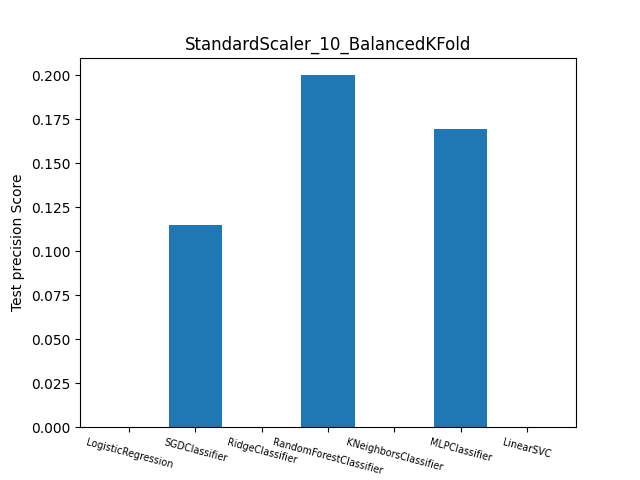 StandardScaler_10_BalancedKFold
Test precision Score
0.200
0.175
0.150
0.125
0.100
0.075
0.050
0.025
0.000
LogisticRegression
SGDClassifier
RidgeClassifier
RandomForestClassifier
KNeighborsClassifier
MLPClassifier
LinearSVC